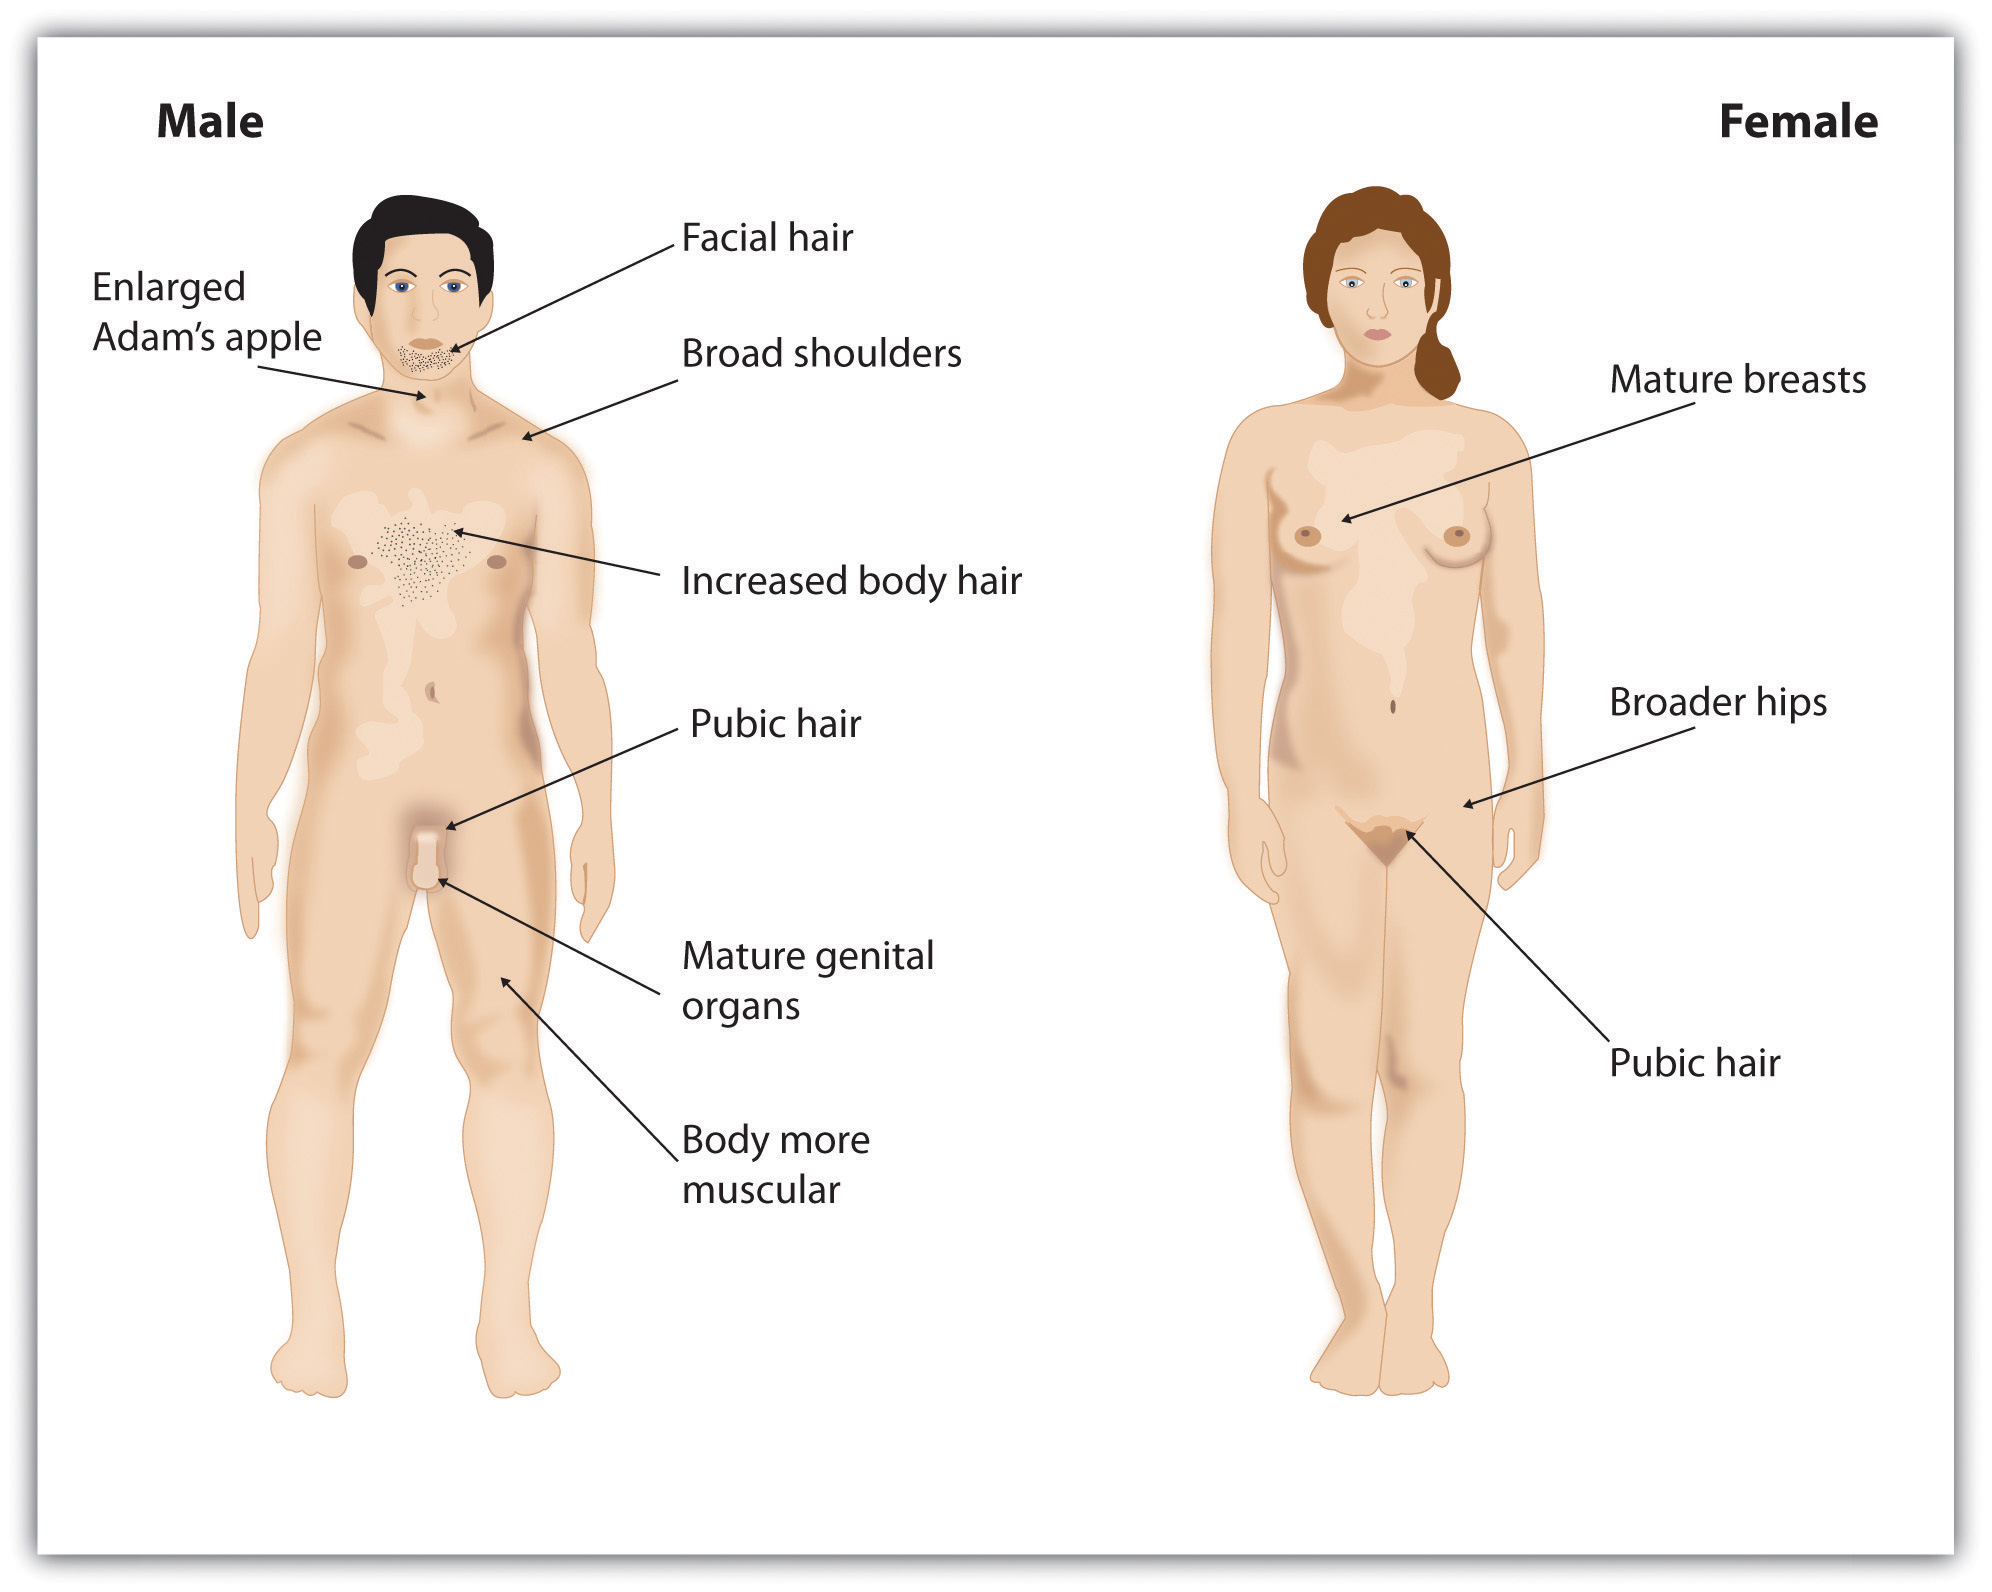 Male
Female
Facial hair
Enlarged
Adam's apple
Broad shoulders
Mature breasts
Increased body hair
Broader hips
Pubic hair
Mature genital
organs
Pubic hair
Body more
muscular